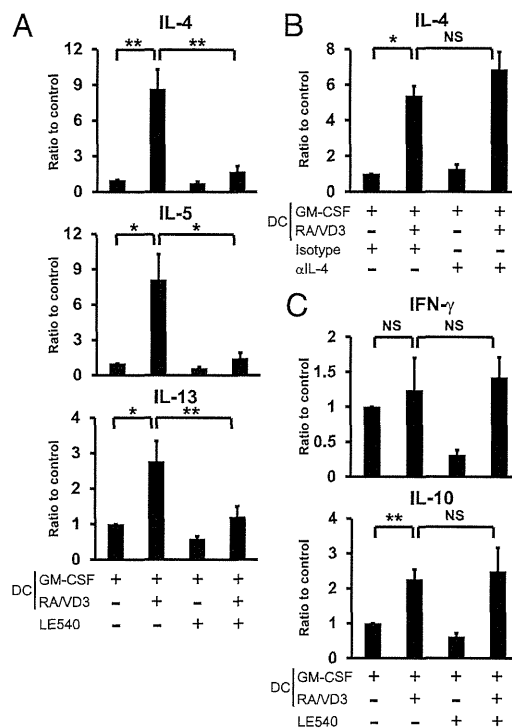 A
IL-4
** **
Ratio to control
12
9
6
3
0
IL-5
* *
Ratio to control
12
9
6
3
0
IL-13
* **
Ratio to control
4
3
2
1
0
DC GM-CSF + + + +
RA/VD3 – + – +
LE540 – – + +
B
IL-4
* NS
Ratio to control
8
6
4
2
0
DC GM-CSF + + + +
RA/VD3 – + – +
Isotype + + – –
αIL-4 – – + +
C
IFN-γ
NS NS
Ratio to control
2
1.5
1
0.5
0
IL-10
** NS
Ratio to control
4
3
2
1
0
DC GM-CSF + + + +
RA/VD3 – + – +
LE540 – – + +